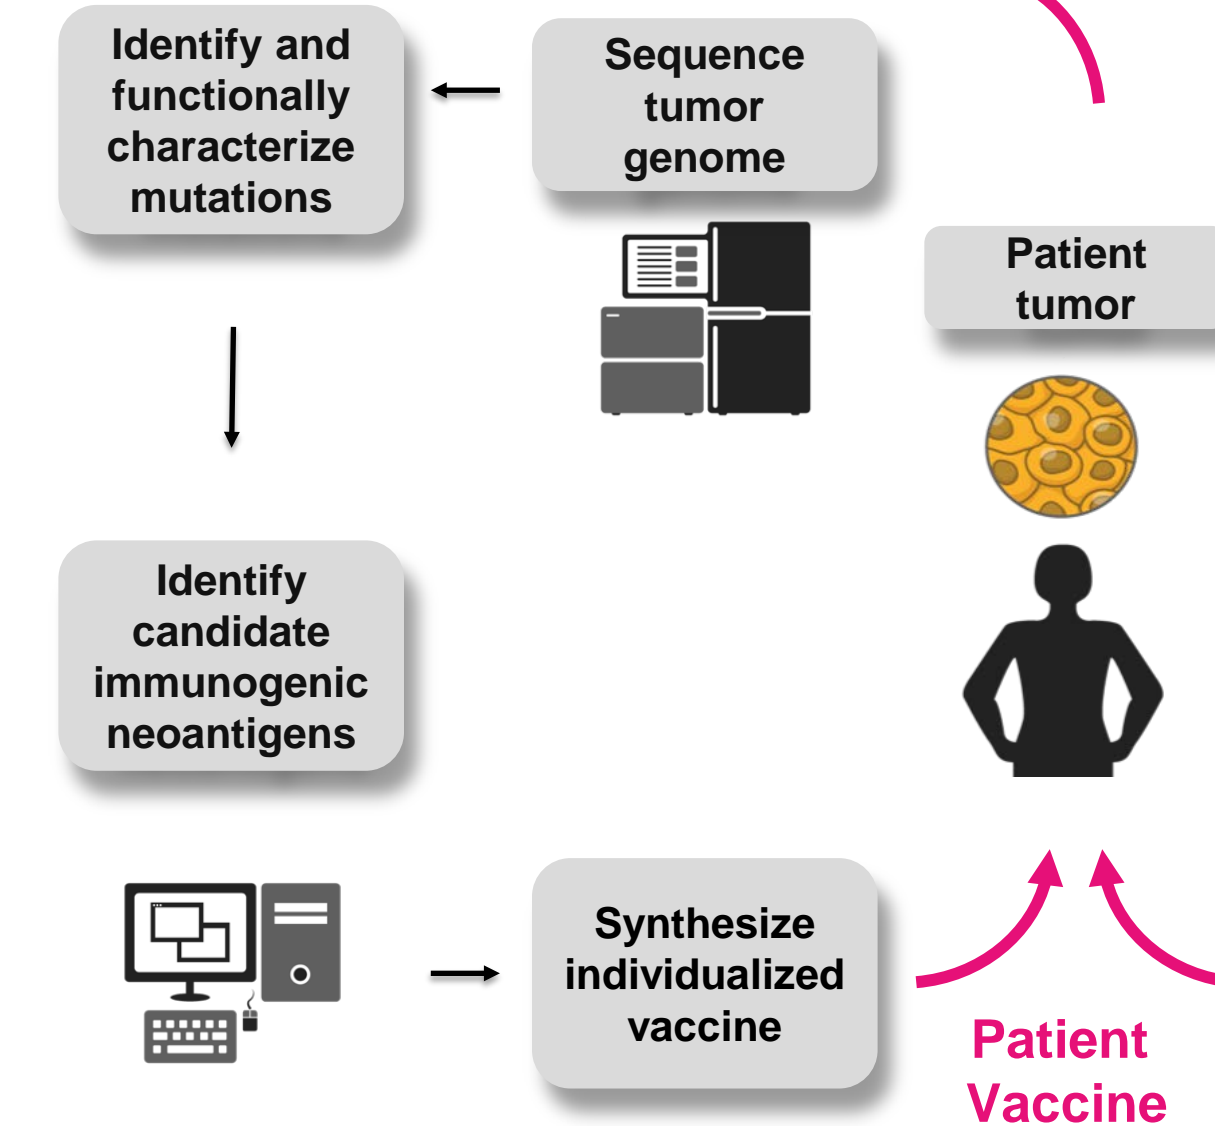 Identify and
functionally
characterize
mutations
Sequence
tumor
genome
Patient
tumor
Identify
candidate
immunogenic
neoantigens
Synthesize
individualized
vaccine
Patient
Vaccine